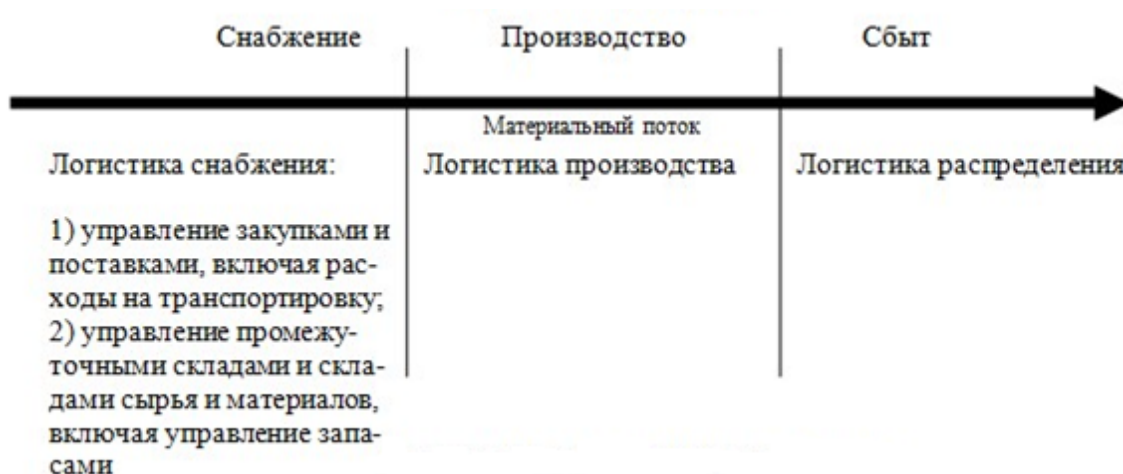 Снабжение
Производство
Сбыт
Материальный поток
Логистика снабжения:
Логистика производства
Логистика распределения
1) управление закупками и
поставками, включая рас-
ходы на транспортировку;
2) управление промежу-
точными складами и скла-
дами сырья и материалов,
включая управление запа-
сами